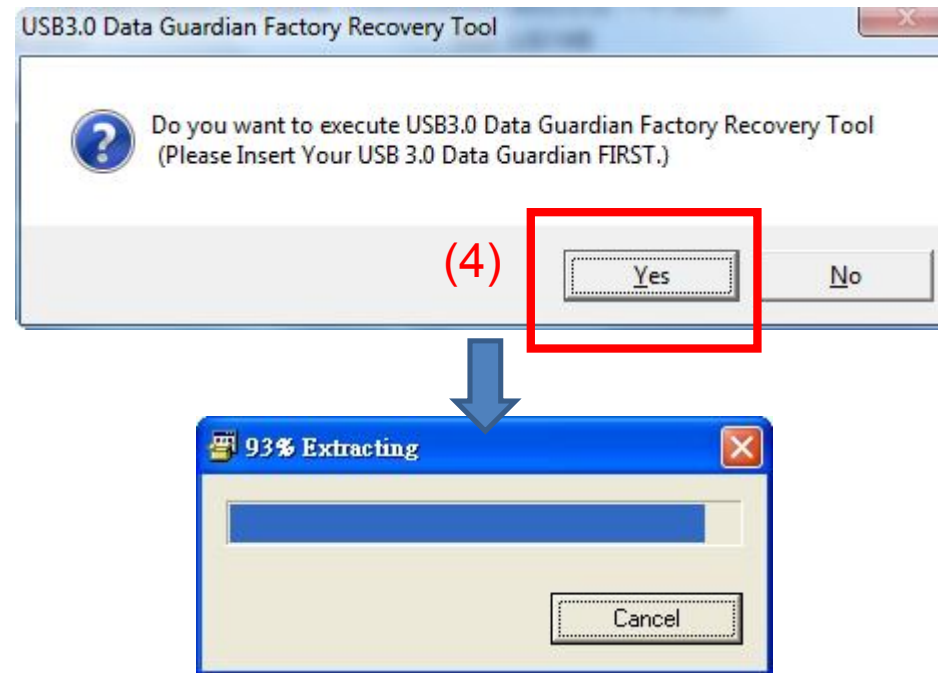 USB3.0 Data Guardian Factory Recovery Tool
Do you want to execute USB3.0 Data Guardian Factory Recovery Tool
(Please Insert Your USB 3.0 Data Guardian FIRST.)
(4)
Yes
No
93% Extracting
Cancel